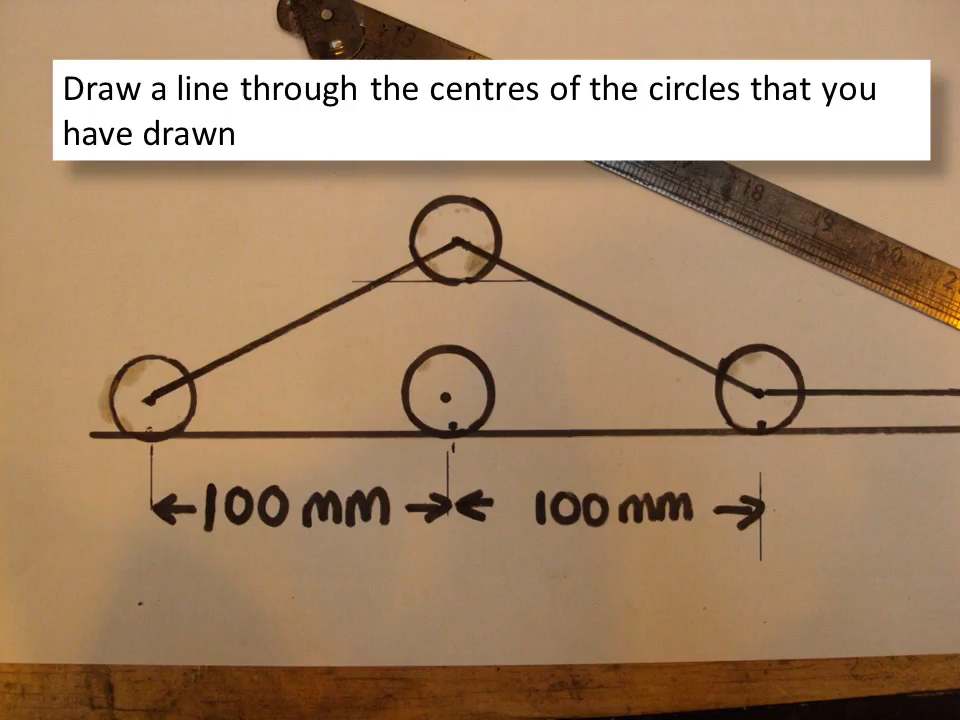 Draw a line through the centres of the circles that you
have drawn
18
19
20
100 mm 100 mm